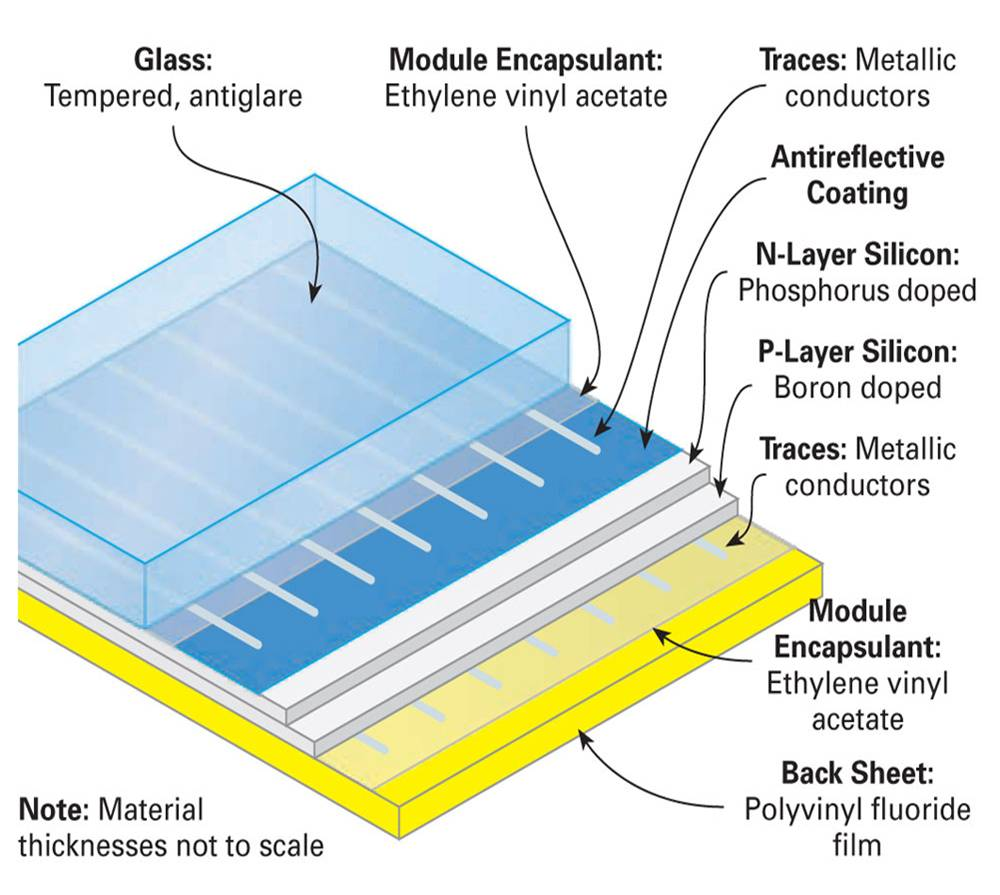 Glass:
Tempered, antiglare
Module Encapsulant:
Ethylene vinyl acetate
Traces: Metallic
conductors
Antireflective
Coating
N-Layer Silicon:
Phosphorus doped
P-Layer Silicon:
Boron doped
Traces: Metallic
conductors
Module
Encapsulant:
Ethylene vinyl
acetate
Back Sheet:
Polyvinyl fluoride
film
Note: Material
thicknesses not to scale